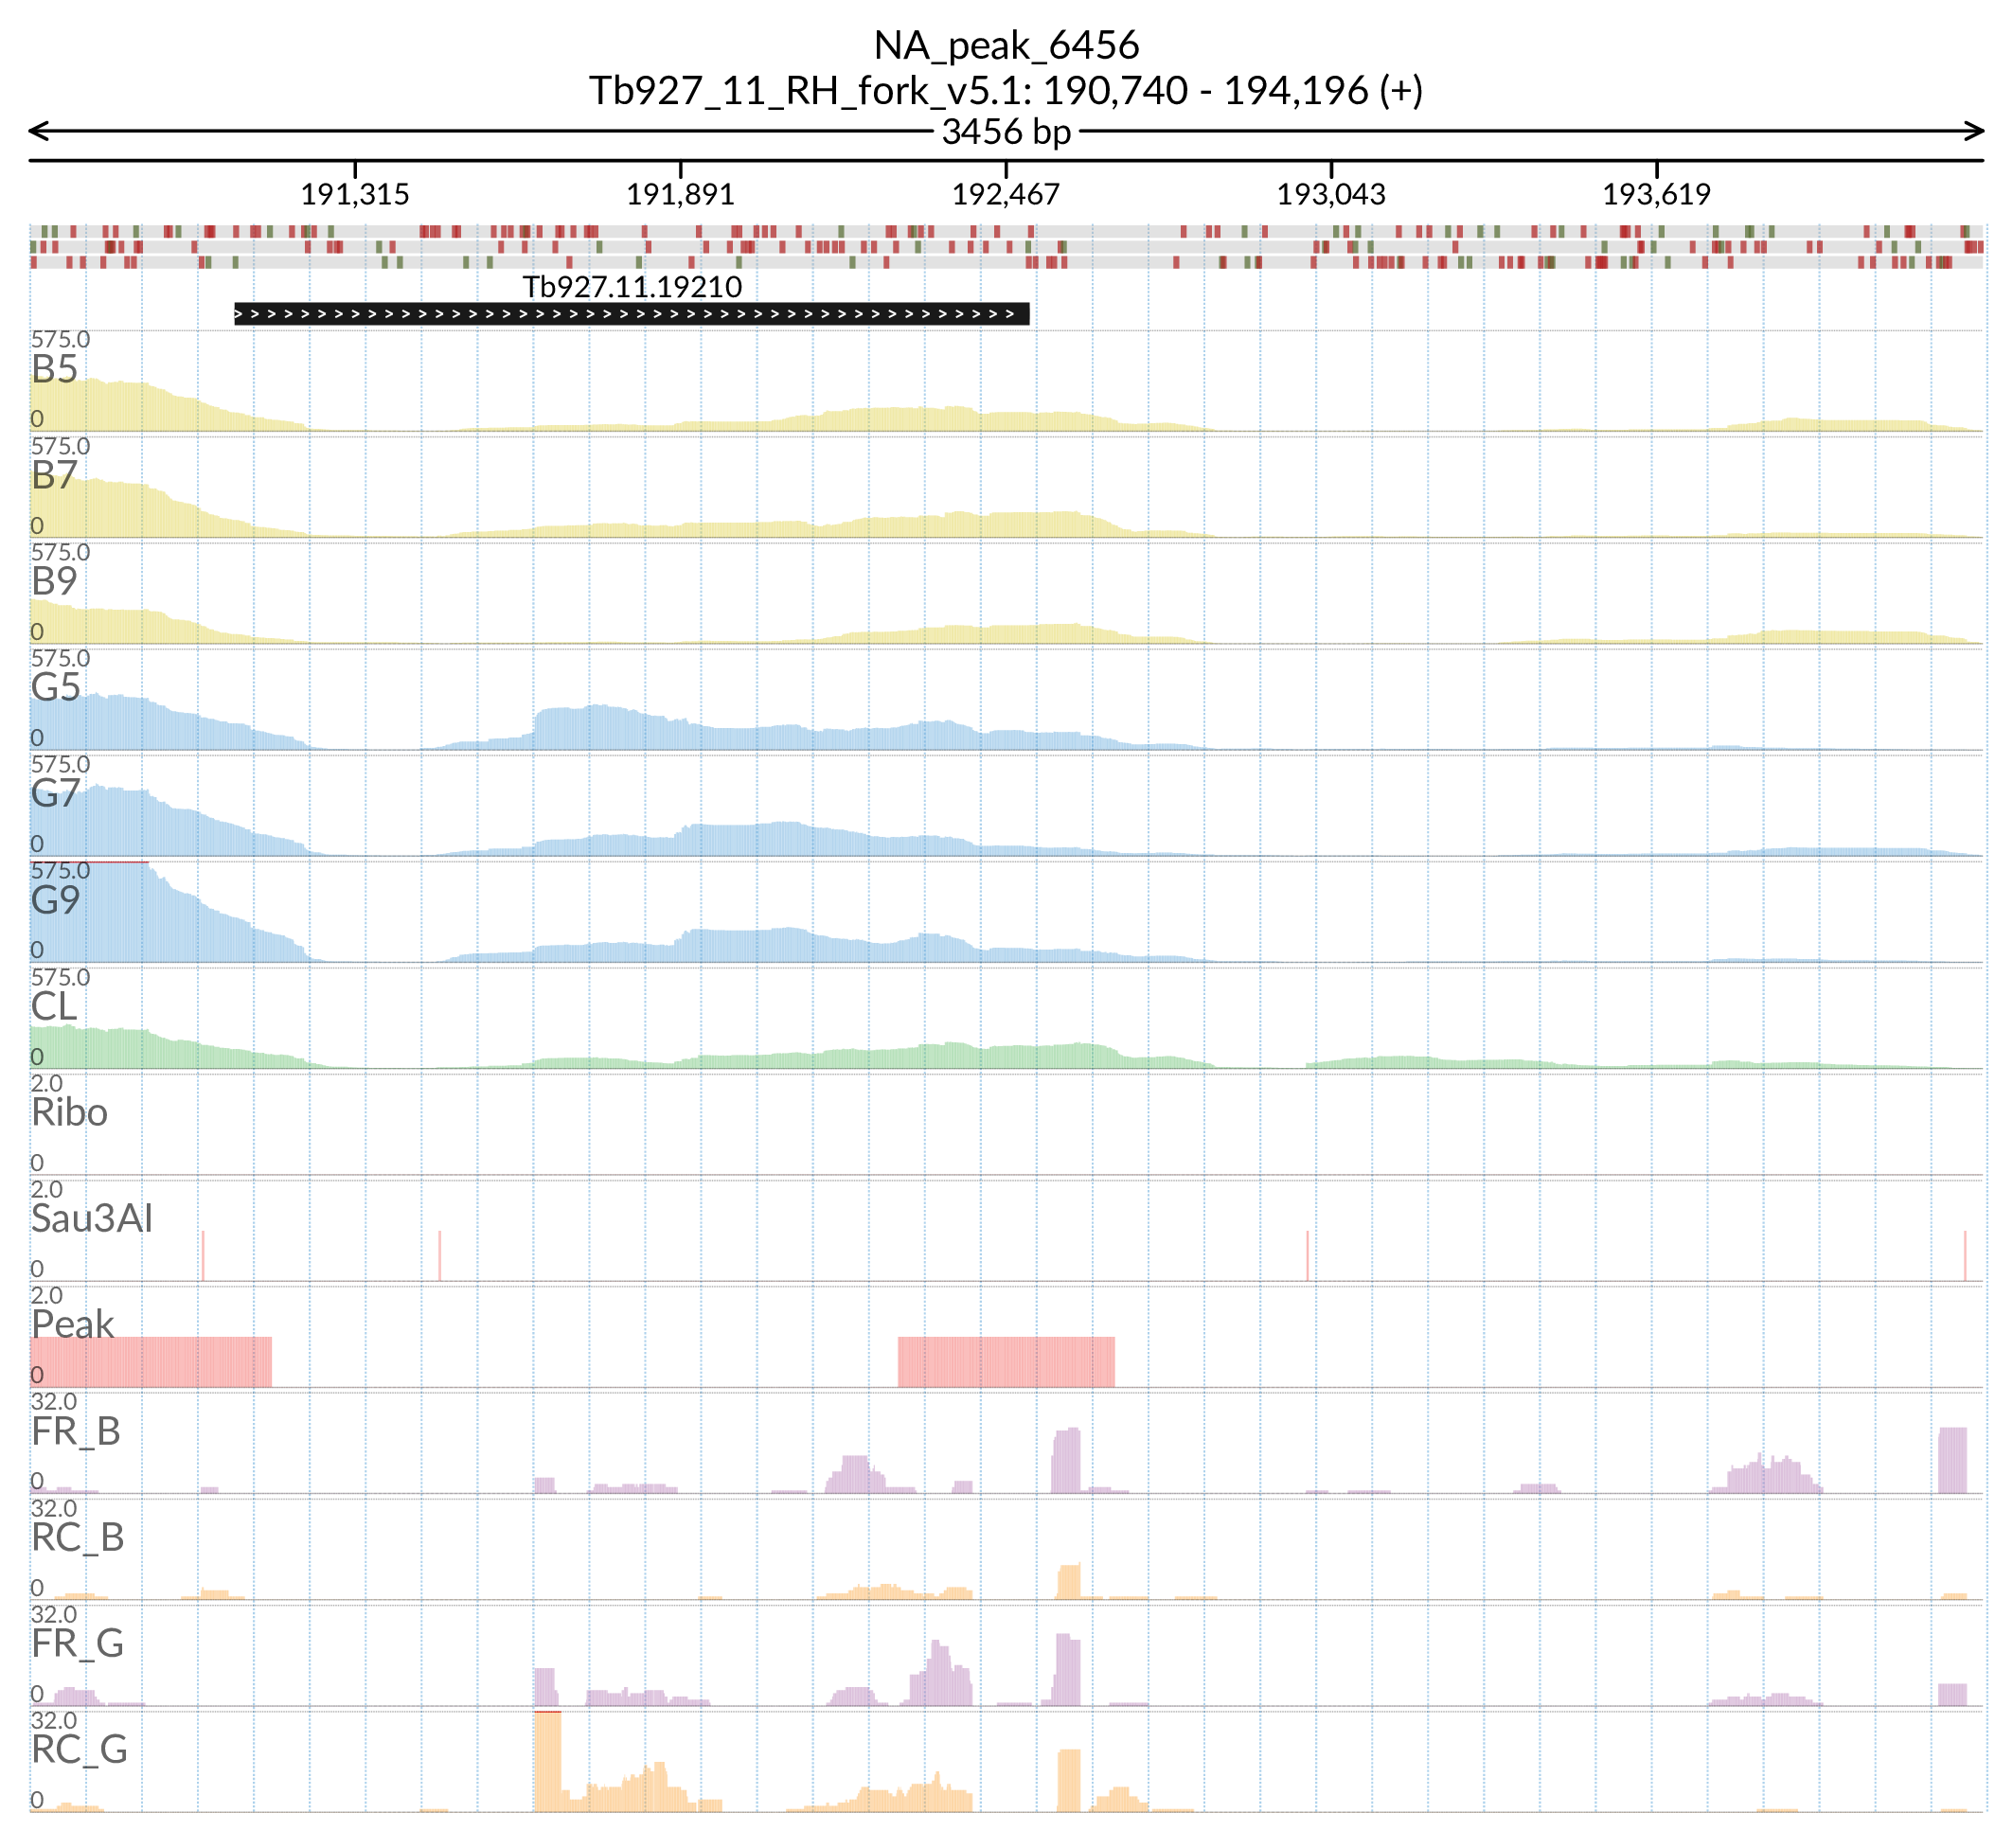 NA_peak_6456
Tb927_11_RH_fork_v5.1: 190,740 - 194,196 (+)
3456 bp
191,315 191,891 192,467 193,043 193,619
Tb927.11.19210
575.0
B5
0
575.0
B7
0
575.0
B9
0
575.0
G5
0
575.0
G7
0
575.0
G9
0
575.0
CL
0
2.0
Ribo
0
2.0
Sau3AI
0
2.0
Peak
0
32.0
FR_B
0
32.0
RC_B
0
32.0
FR_G
0
32.0
RC_G
0